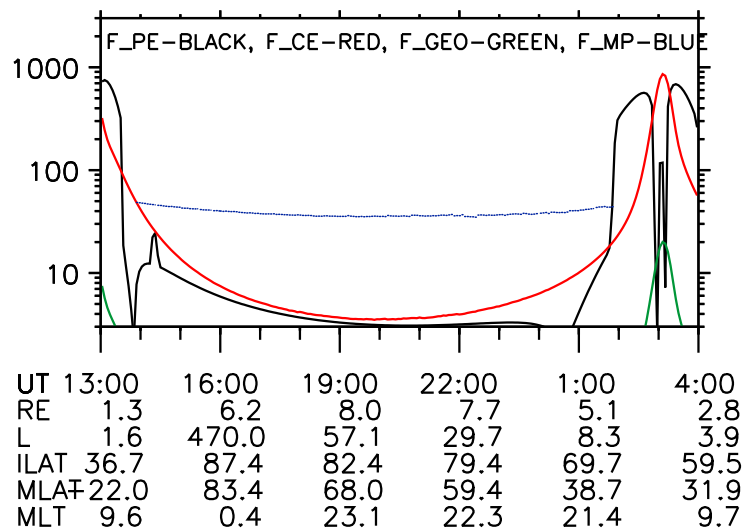 F_PE-BLACK, F_CE-RED, F_GEO-GREEN, F_MP-BLU
1000
100
10
UT 13:00 16:00 19:00 22:00 1:00 4:00
RE 1.3 6.2 8.0 7.7 5.1 2.8
L 1.6 470.0 57.1 29.7 8.3 3.9
ILAT 36.7 87.4 82.4 79.4 69.7 59.5
MLAT-22.0 83.4 68.0 59.4 38.7 31.9
MLT 9.6 0.4 23.1 22.3 21.4 9.7